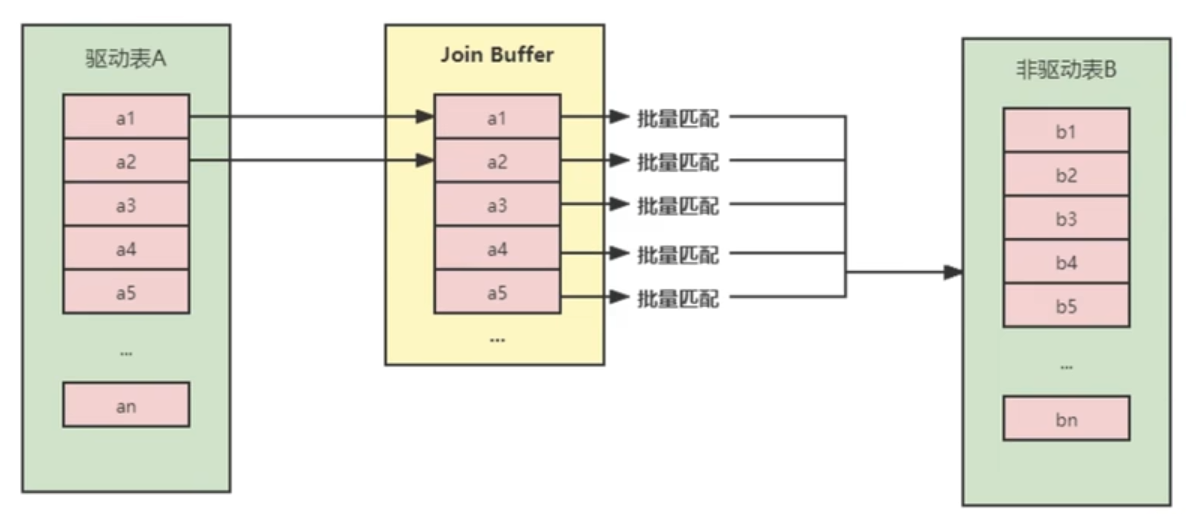 驱动表A
a1
a2
a3
a4
a5
...
an
Join Buffer
a1
a2
a3
a4
a5
...
批量匹配
批量匹配
批量匹配
批量匹配
批量匹配
非驱动表B
b1
b2
b3
b4
b5
...
bn